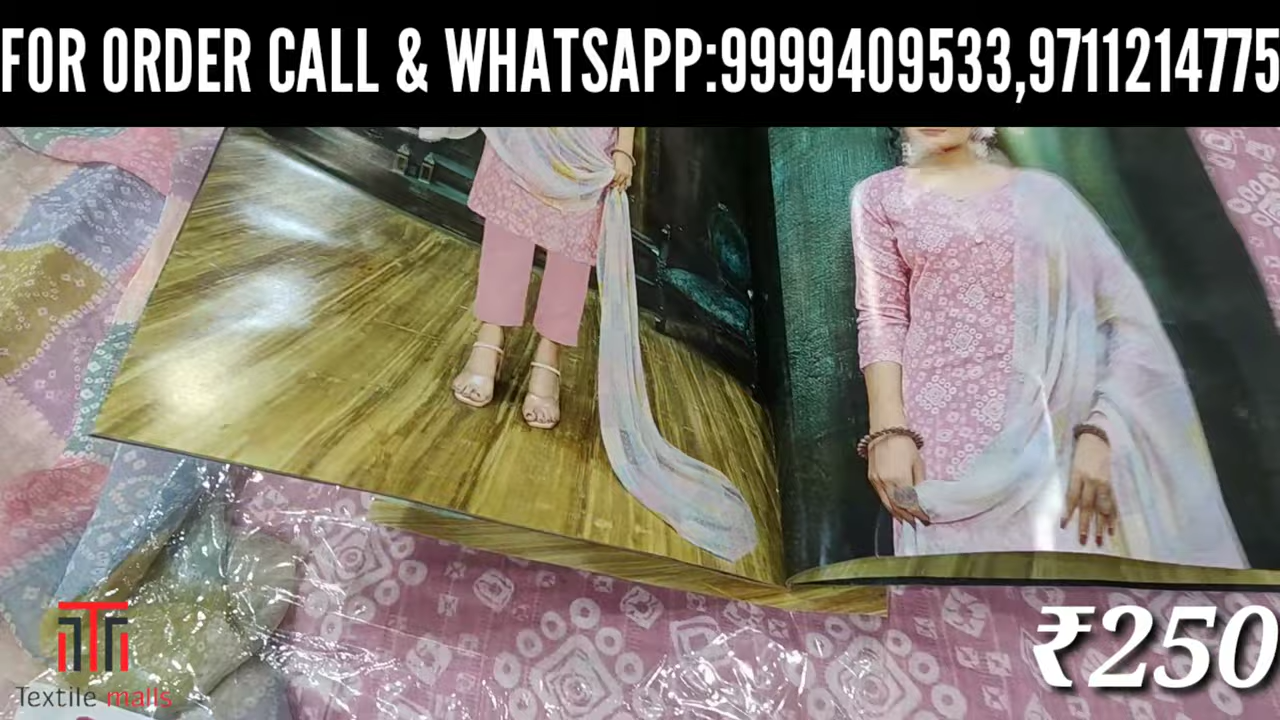 FOR ORDER CALL & WHATSAPP:9999409533,9711214775
₹250
Textile malls